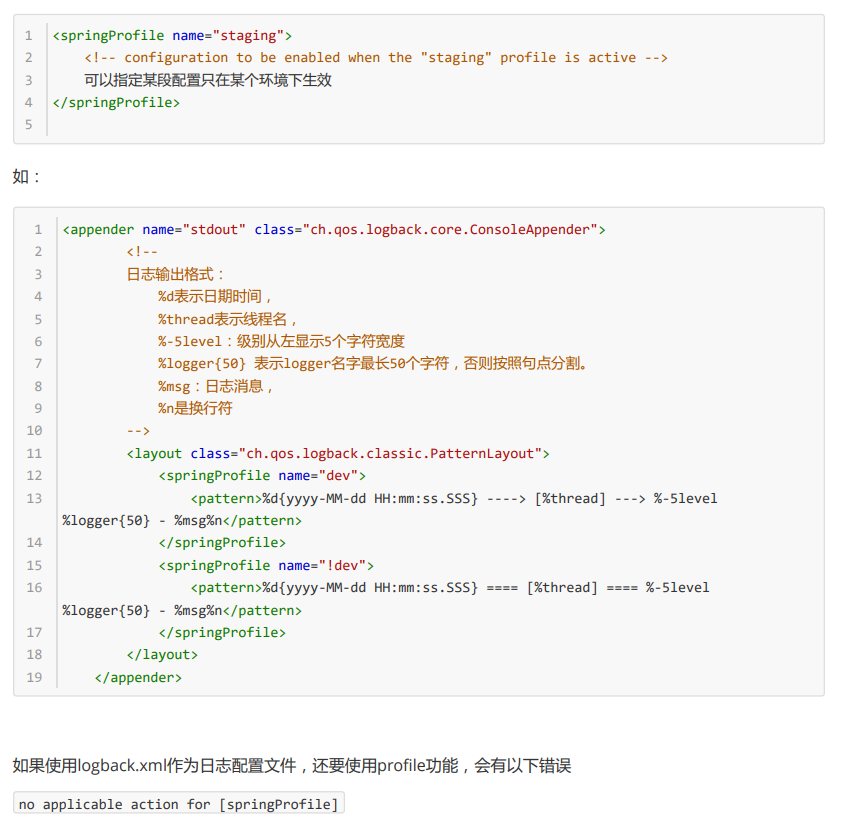 1 <springProfile name="staging">
2 <!-- configuration to be enabled when the "staging" profile is active -->
3 可以指定某段配置只在某个环境下生效
4 </springProfile>
5
如：
1 <appender name="stdout" class="ch.qos.logback.core.ConsoleAppender">
2 <!--
3 日志输出格式：
4 %d表示日期时间，
5 %thread表示线程名，
6 %-5level：级别从左显示5个字符宽度
7 %logger{50} 表示logger名字最长50个字符，否则按照句点分割。
8 %msg：日志消息，
9 %n是换行符
10 -->
11 <layout class="ch.qos.logback.classic.PatternLayout">
12 <springProfile name="dev">
13 <pattern>%d{yyyy-MM-dd HH:mm:ss.SSS} ----> [%thread] ---> %-5level
%logger{50} - %msg%n</pattern>
14 </springProfile>
15 <springProfile name="!dev">
16 <pattern>%d{yyyy-MM-dd HH:mm:ss.SSS} ==== [%thread] ==== %-5level
%logger{50} - %msg%n</pattern>
17 </springProfile>
18 </layout>
19 </appender>
如果使用logback.xml作为日志配置文件，还要使用profile功能，会有以下错误
no applicable action for [springProfile]